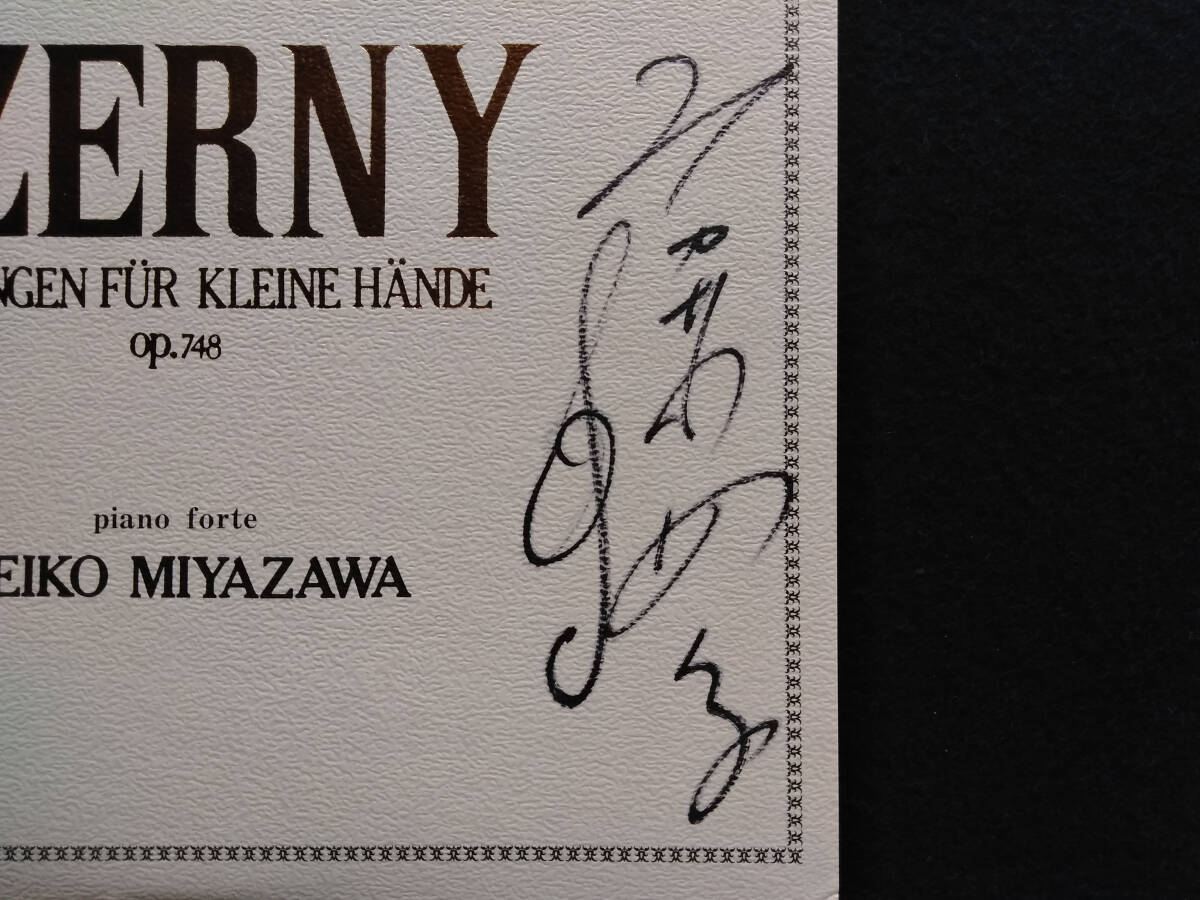 ZERNY
NGEN FÜR KLEINE HÄNDE
op.748
piano forte
EIKO MIYAZAWA